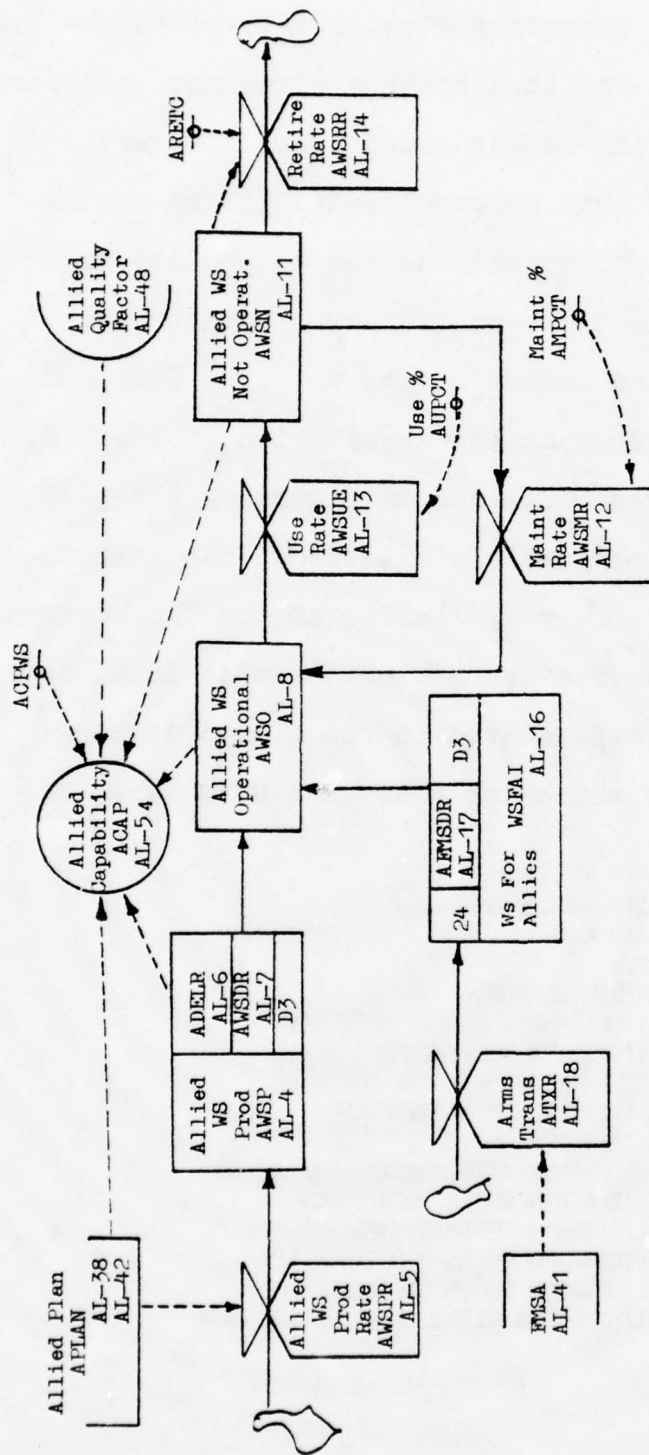 Allied Plan
APLAN
AL-38
AL-42
Allied
WS
Prod
Rate
AWSPR
AL-5
FMSA
AL-41
Allied
WS
Prod
AWSP
AL-4
ADELR
AL-6
AWSDR
AL-7
D3
Arms
Trans
ATXR
AL-18
Allied
Capability
ACAP
AL-54
ACPWS
Allied
Quality
Factor
AL-48
24
AFMSDR
AL-17
D3
Ws For WSFAI
Allies AL-16
Allied WS
Operational
AWSO
AL-8
Use
Rate
AWSUE
AL-13
Use %
AUPCT
Allied WS
Not Operat.
AWSN
AL-11
Maint
Rate
AWSMR
AL-12
Maint %
AMPCT
ARETC
Retire
Rate
AWSRR
AL-14